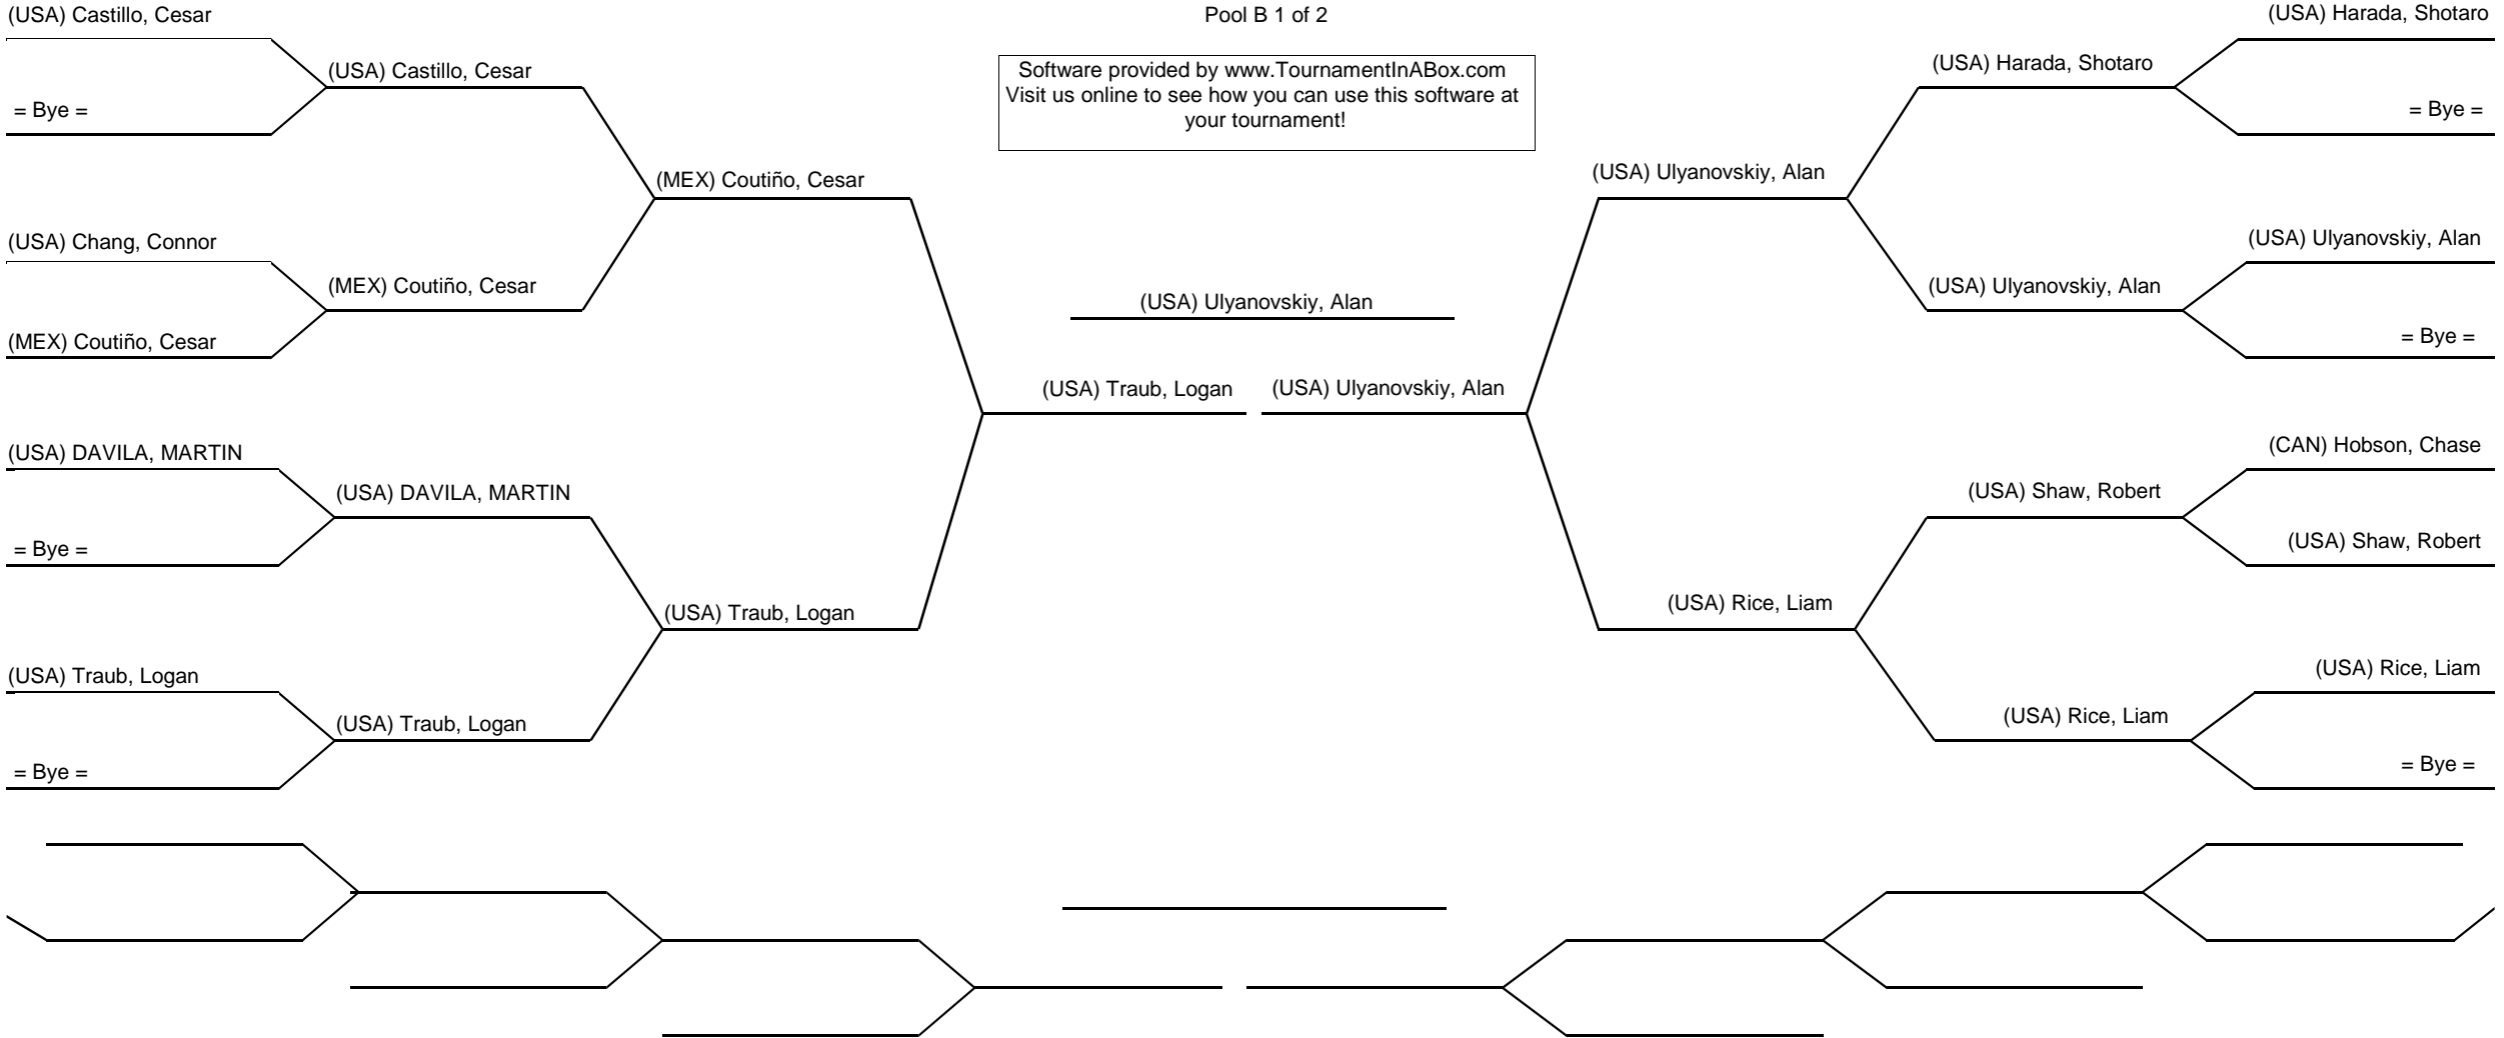 (USA) Castillo, Cesar
= Bye =
(USA) Chang, Connor
(MEX) Coutiño, Cesar
(USA) DAVILA, MARTIN
= Bye =
(USA) Traub, Logan
= Bye =
(USA) Castillo, Cesar
(MEX) Coutiño, Cesar
(USA) DAVILA, MARTIN
(USA) Traub, Logan
(MEX) Coutiño, Cesar
(USA) Traub, Logan
Pool B 1 of 2
Software provided by www.TournamentInABox.com
Visit us online to see how you can use this software at
your tournament!
(USA) Ulyanovskiy, Alan
(USA) Traub, Logan
(USA) Ulyanovskiy, Alan
(USA) Ulyanovskiy, Alan
(USA) Rice, Liam
(USA) Harada, Shotaro
(USA) Ulyanovskiy, Alan
(USA) Shaw, Robert
(USA) Rice, Liam
(USA) Harada, Shotaro
= Bye =
(USA) Ulyanovskiy, Alan
= Bye =
(CAN) Hobson, Chase
(USA) Shaw, Robert
(USA) Rice, Liam
= Bye =